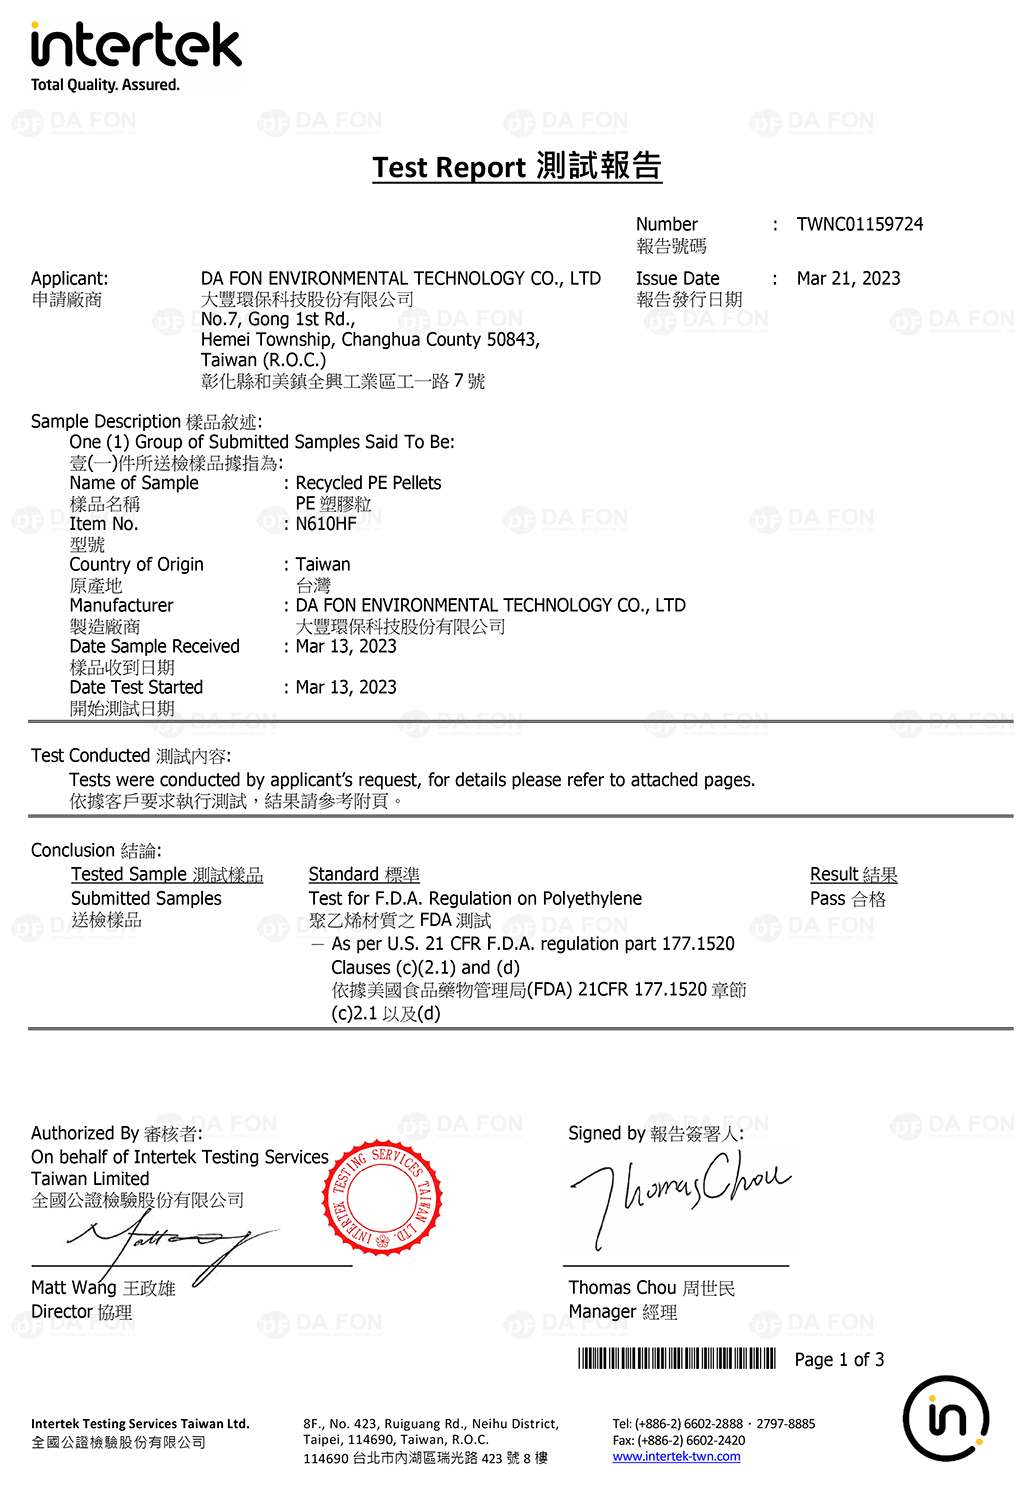 intertek
Total Quality. Assured.
Test Report 測試報告
Number : TWNC01159724
報告號碼
Applicant: DA FON ENVIRONMENTAL TECHNOLOGY CO., LTD Issue Date : Mar 21, 2023
申請廠商 大豐環保科技股份有限公司 報告發行日期
No.7, Gong 1st Rd.,
Hemei Township, Changhua County 50843,
Taiwan (R.O.C.)
彰化縣和美鎮全興工業區工一路 7 號
Sample Description 樣品敘述:
One (1) Group of Submitted Samples Said To Be:
壹(一)件所送檢樣品據指為:
Name of Sample : Recycled PE Pellets
樣品名稱 PE 塑膠粒
Item No. : N610HF
型號
Country of Origin : Taiwan
原產地 台灣
Manufacturer : DA FON ENVIRONMENTAL TECHNOLOGY CO., LTD
製造廠商 大豐環保科技股份有限公司
Date Sample Received : Mar 13, 2023
樣品收到日期
Date Test Started : Mar 13, 2023
開始測試日期
Test Conducted 測試內容:
Tests were conducted by applicant's request, for details please refer to attached pages.
依據客戶要求執行測試，結果請參考附頁。
Conclusion 結論:
Tested Sample 測試樣品 Standard 標準 Result 結果
Submitted Samples Test for F.D.A. Regulation on Polyethylene Pass 合格
送檢樣品 聚乙烯材質之 FDA 測試
— As per U.S. 21 CFR F.D.A. regulation part 177.1520
Clauses (c)(2.1) and (d)
依據美國食品藥物管理局(FDA) 21CFR 177.1520 章節
(c)2.1 以及(d)
Authorized By 審核者: Signed by 報告簽署人:
On behalf of Intertek Testing Services
Taiwan Limited
全國公證檢驗股份有限公司
INTERTEK TESTING SERVICES TAIWAN LTD.
Thomas Chou
Matt Wang 王政雄 Thomas Chou 周世民
Director 協理 Manager 經理
Page 1 of 3
Intertek Testing Services Taiwan Ltd. 8F., No. 423, Ruiguang Rd., Neihu District, Tel: (+886-2) 6602-2888 · 2797-8885
全國公證檢驗股份有限公司 Taipei, 114690, Taiwan, R.O.C. Fax: (+886-2) 6602-2420
114690 台北市內湖區瑞光路 423 號 8 樓 www.intertek-twn.com
in
DF DA FON